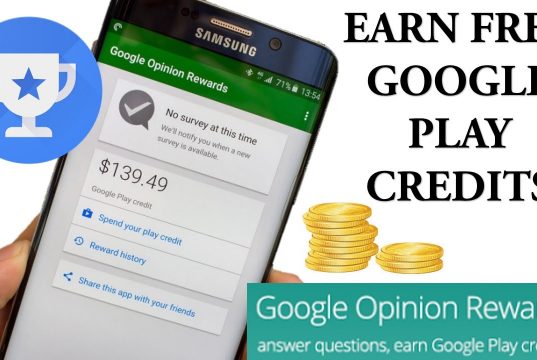 SAMSUNG
71% 13:54
Google Opinion Rewards
No survey at this time
We'll notify you when a new
survey is available.
$139.49
Google Play credit
Spend your play credit
Reward history
Share this app with your friends
EARN FRE
GOOGLE
PLAY
CREDITS
Google Opinion Rewa
answer questions, earn Google Play cre